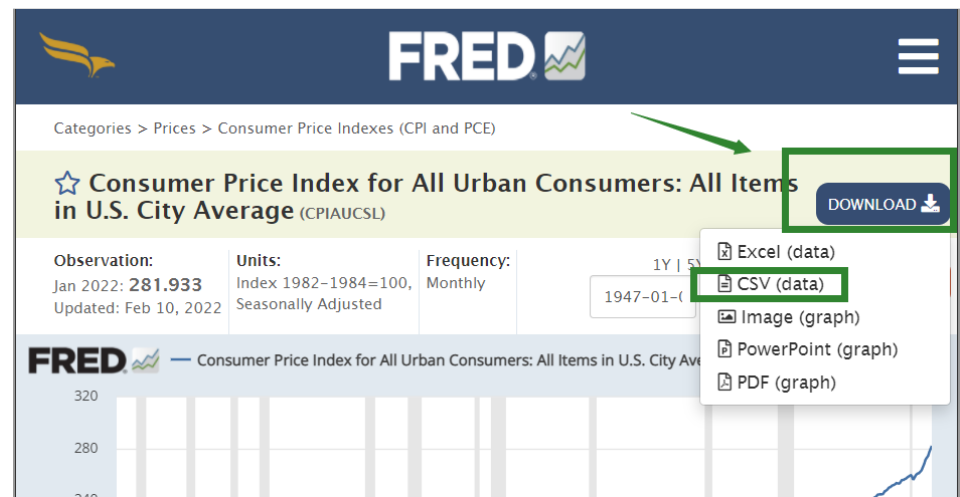 FRED
Categories > Prices > Consumer Price Indexes (CPI and PCE)
Consumer Price Index for All Urban Consumers: All Items
in U.S. City Average (CPIAUCSL)
DOWNLOAD
Observation:
Jan 2022: 281.933
Updated: Feb 10, 2022
Units:
Index 1982-1984=100,
Seasonally Adjusted
Frequency:
Monthly
1Y | 5Y
1947-01-
Excel (data)
CSV (data)
Image (graph)
PowerPoint (graph)
PDF (graph)
FRED — Consumer Price Index for All Urban Consumers: All Items in U.S. City Ave
320
280
240